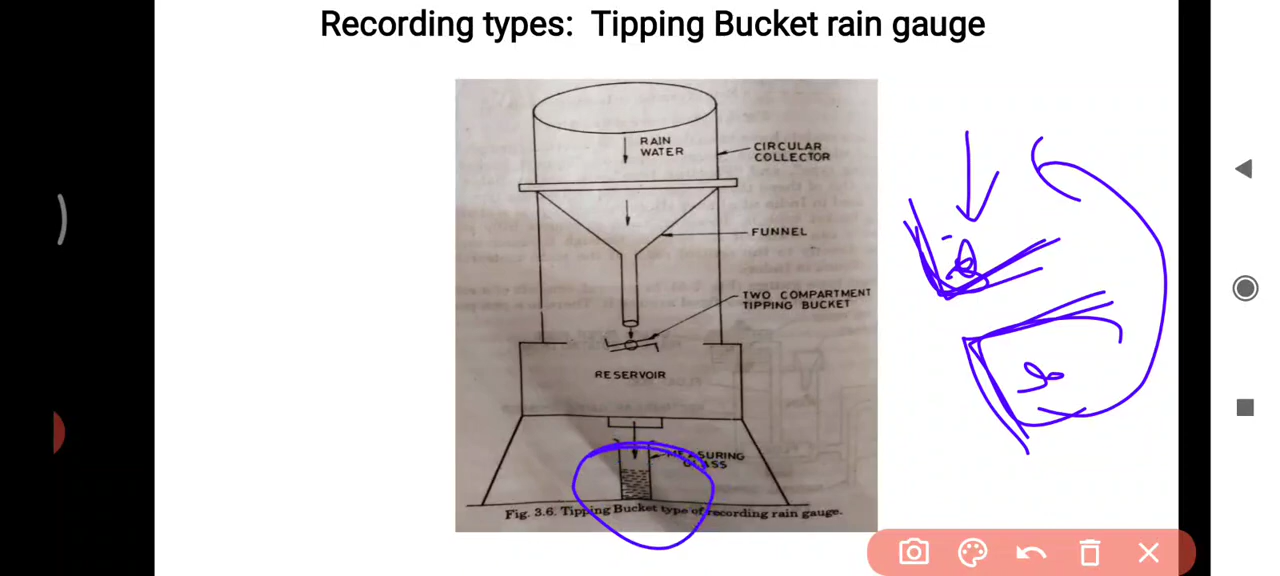 Recording types:  Tipping Bucket rain gauge
RAIN
WATER
CIRCULAR
COLLECTOR
FUNNEL
TWO COMPARTMENT
TIPPING BUCKET
RESERVOIR
MEASURING
GLASS
Fig. 3.6. Tipping Bucket type of recording rain gauge.